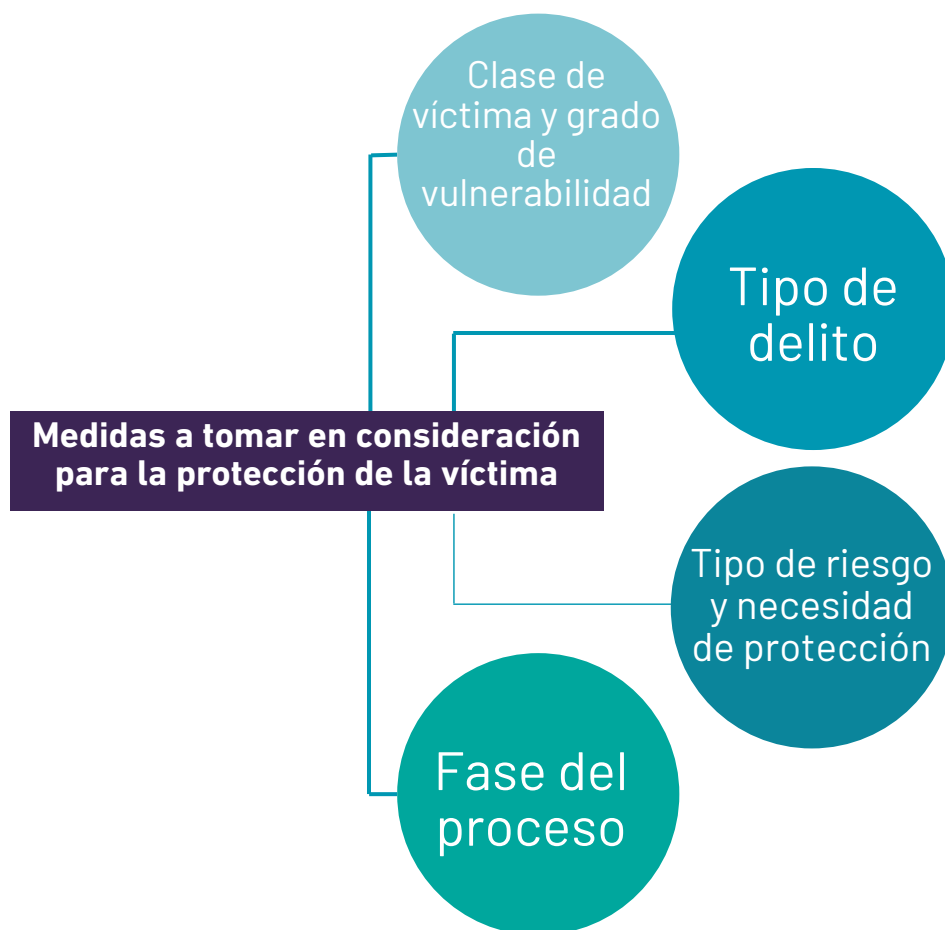 Clase de
víctima y grado
de
vulnerabilidad
Tipo de
delito
Medidas a tomar en consideración
para la protección de la víctima
Tipo de riesgo
y necesidad
de protección
Fase del
proceso